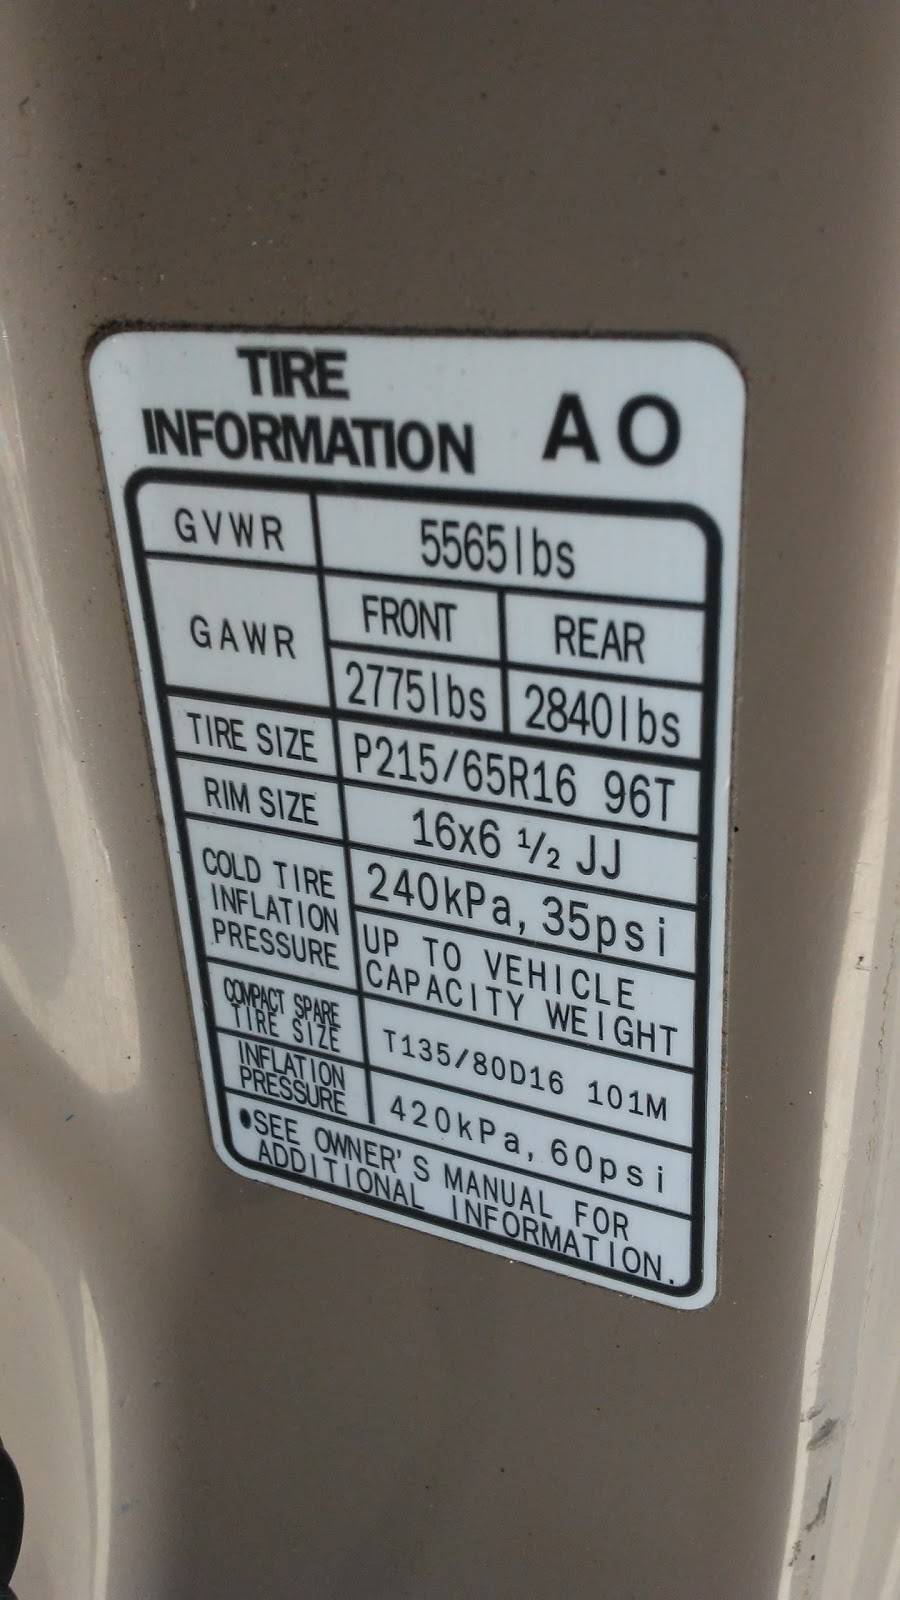 TIRE
INFORMATION
AO
GVWR 5565lbs
GAWR
FRONT REAR
2775lbs 2840lbs
TIRE SIZE P215/65R16 96T
RIM SIZE 16x6 1/2 JJ
COLD TIRE
INFLATION
PRESSURE
240kPa, 35psi
UP TO VEHICLE
CAPACITY WEIGHT
COMPACT SPARE
TIRE SIZE
T135/80D16 101M
INFLATION
PRESSURE
420kPa, 60psi
•SEE OWNER'S MANUAL FOR
ADDITIONAL INFORMATION.